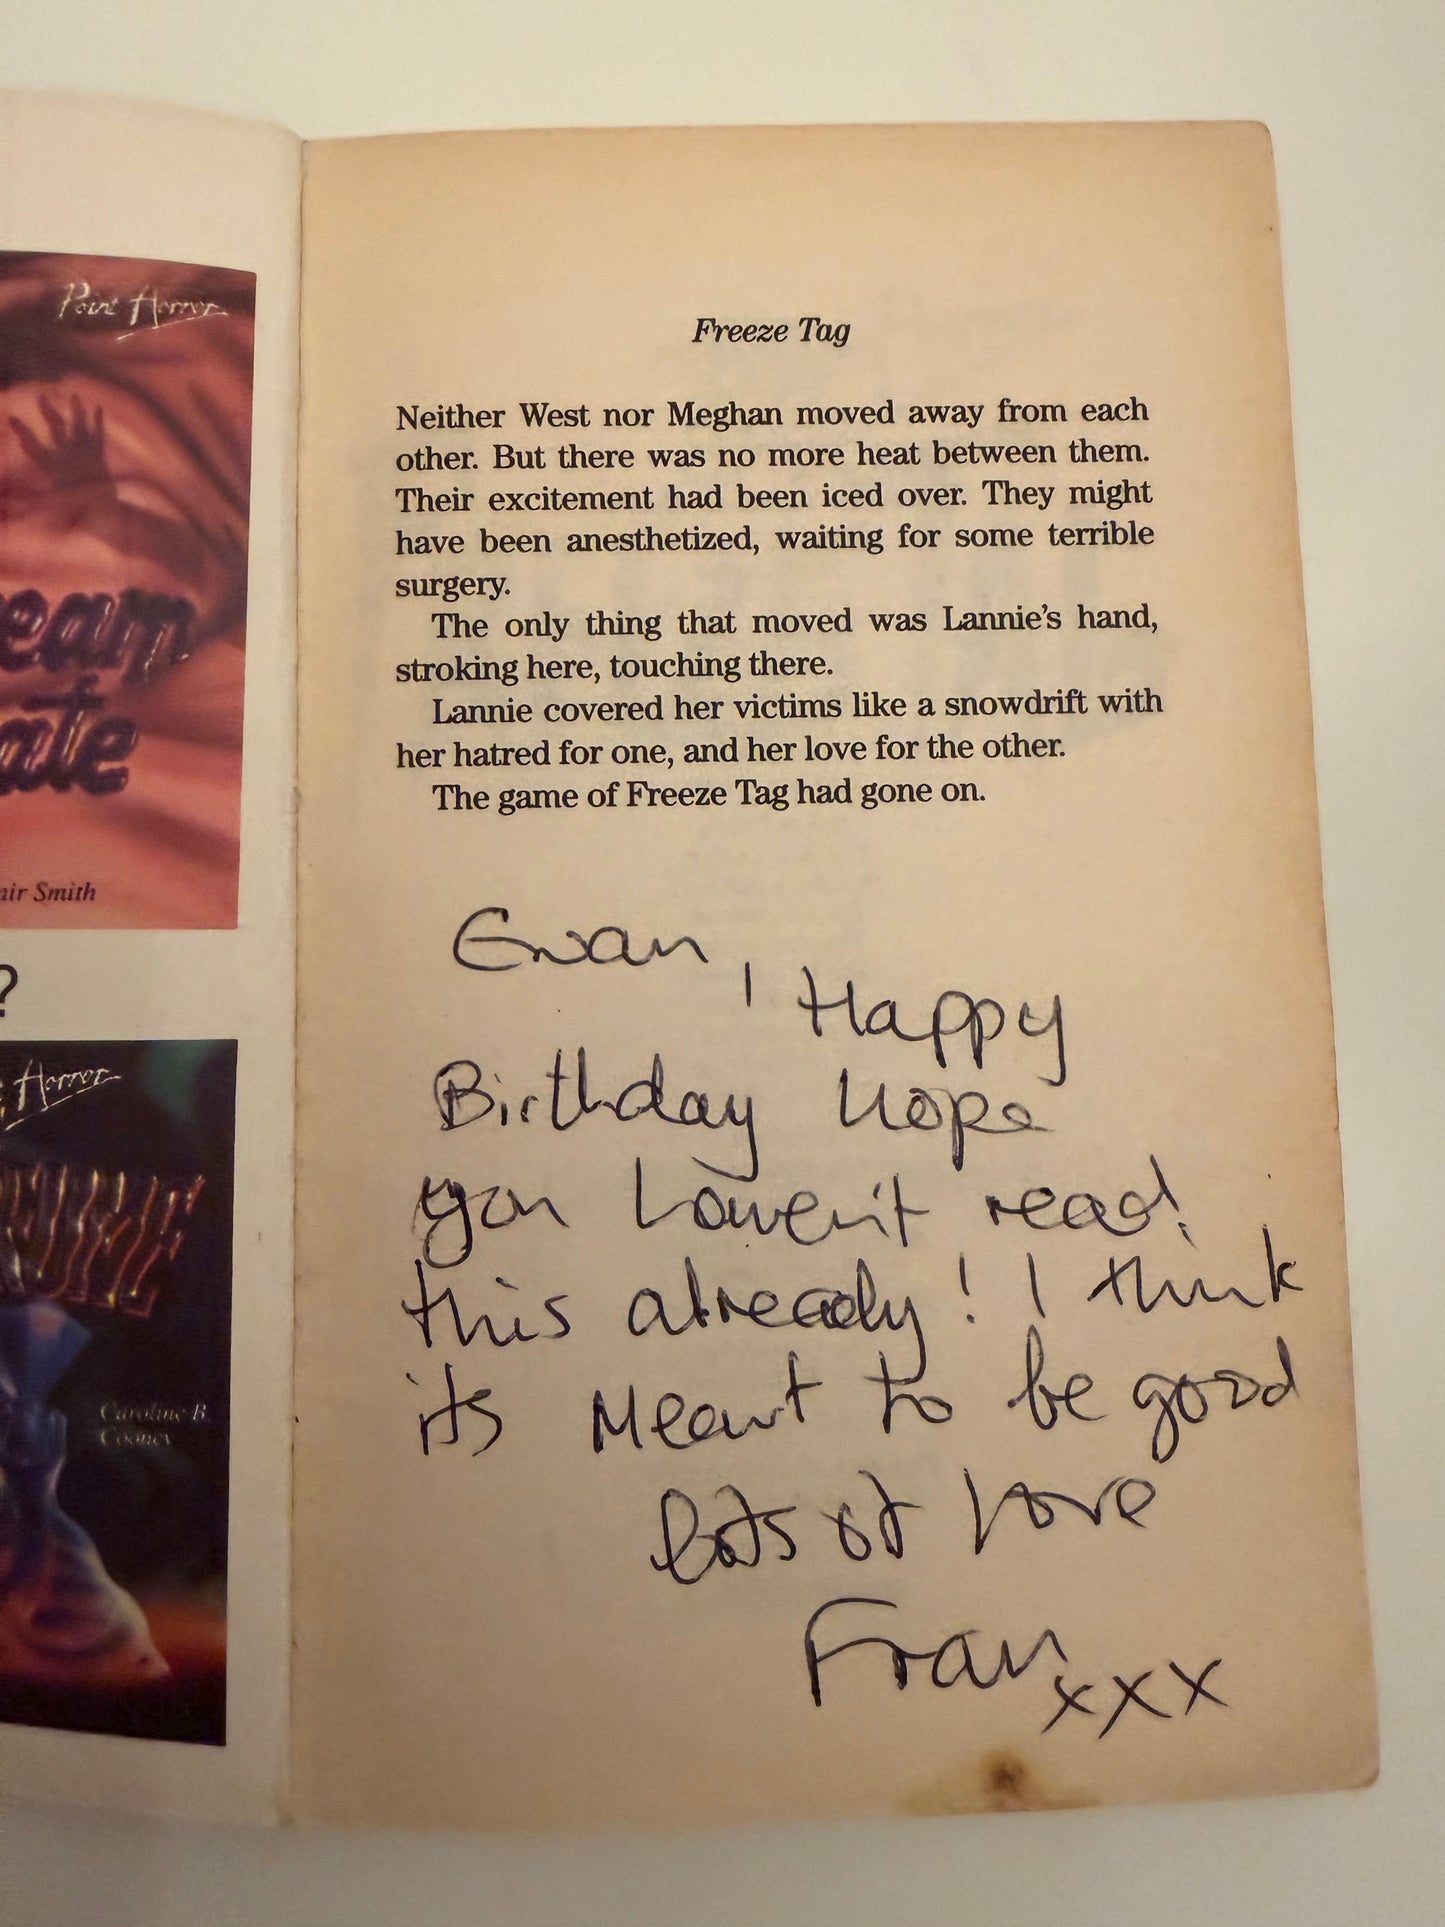 Point Horror
ream
ate
air Smith
?
Horror
Caroline B.
Cooney
Freeze Tag
Neither West nor Meghan moved away from each
other. But there was no more heat between them.
Their excitement had been iced over. They might
have been anesthetized, waiting for some terrible
surgery.
The only thing that moved was Lannie’s hand,
stroking here, touching there.
Lannie covered her victims like a snowdrift with
her hatred for one, and her love for the other.
The game of Freeze Tag had gone on.
Ewan,
Happy
Birthday Hope
you haven't read
this already! I think
its Meant to be good
Lots of Love
Fran
xxx